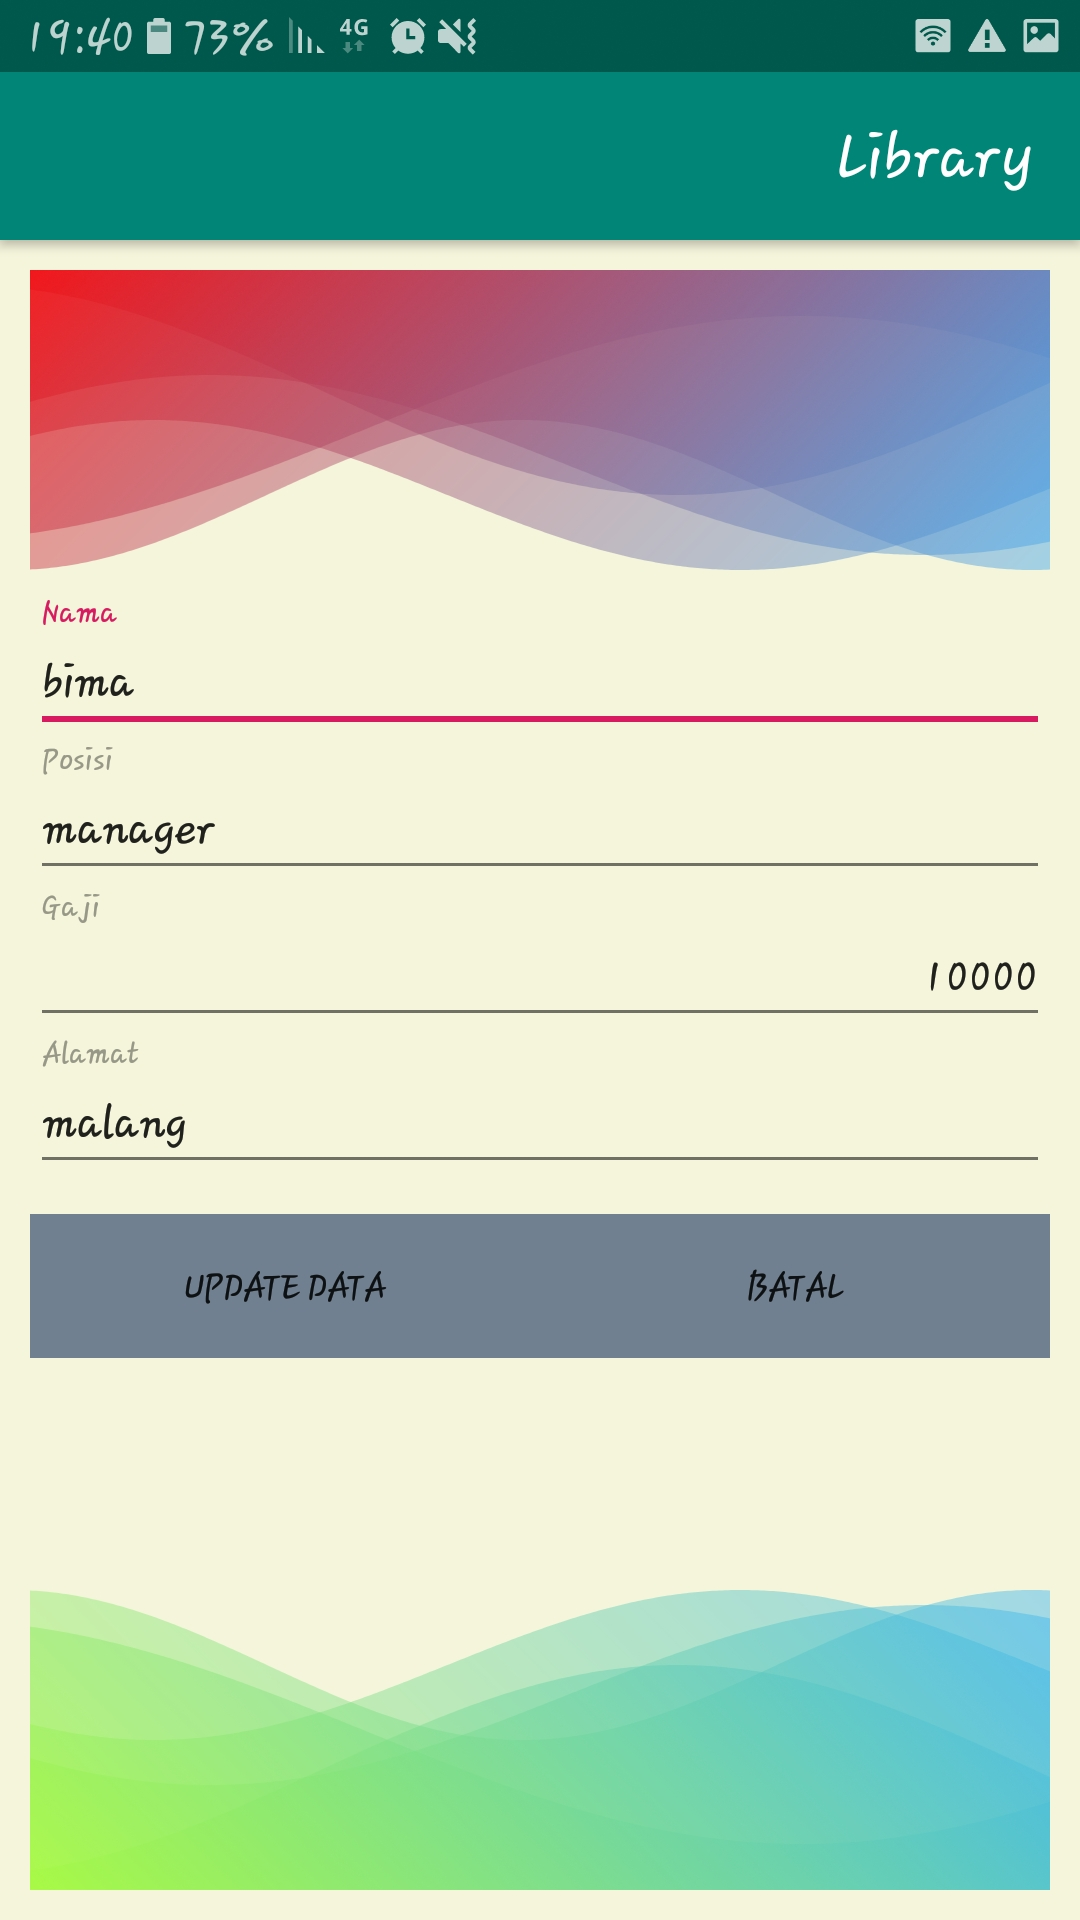 19:40 73% 4G
Library
Nama
bima
Posisi
manager
Gaji
10000
Alamat
malang
UPDATE DATA BATAL